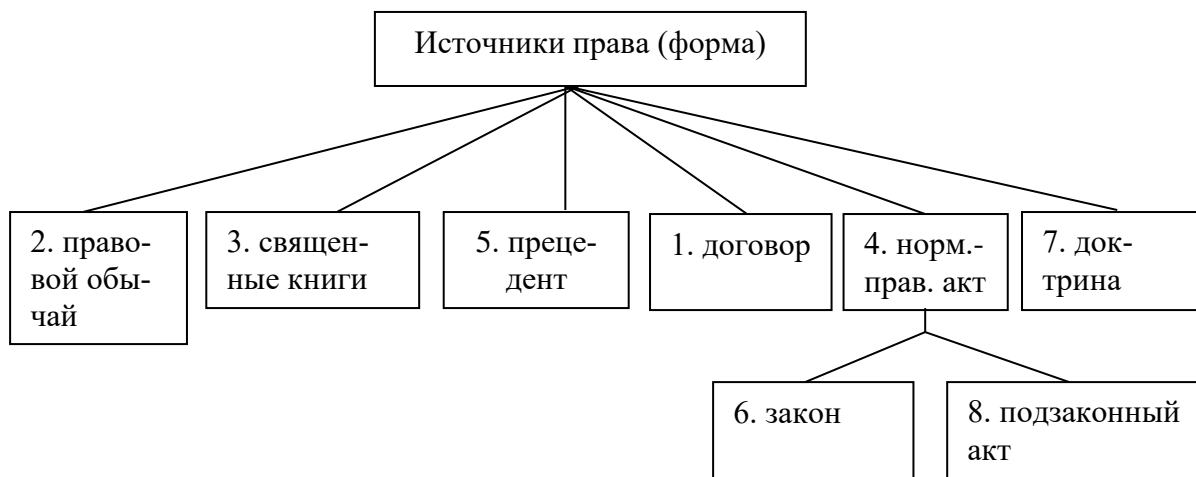 Источники права (форма)
2. право-
вой обы-
чай
3. священ-
ные книги
5. преце-
дент
1. договор
4. норм.-
прав. акт
7. док-
трина
6. закон
8. подзаконный
акт